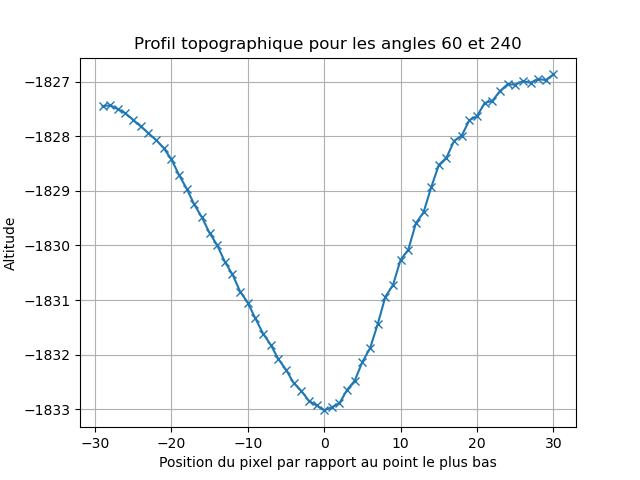 Profil topographique pour les angles 60 et 240
−1827
−1828
−1829
−1830
−1831
−1832
−1833
Altitude
−30 −20 −10 0 10 20 30
Position du pixel par rapport au point le plus bas